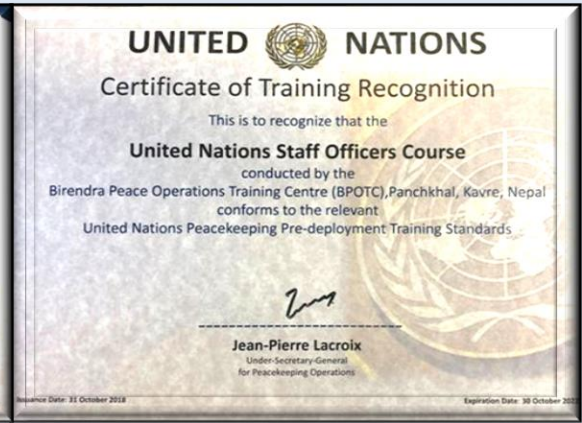 UNITED NATIONS
Certificate of Training Recognition
This is to recognize that the
United Nations Staff Officers Course
conducted by the
Birendra Peace Operations Training Centre (BPOTC),Panchkhal, Kavre, Nepal
conforms to the relevant
United Nations Peacekeeping Pre-deployment Training Standards
Jean-Pierre Lacroix
Under-Secretary-General
for Peacekeeping Operations
Issuance Date: 31 October 2018 Expiration Date: 30 October